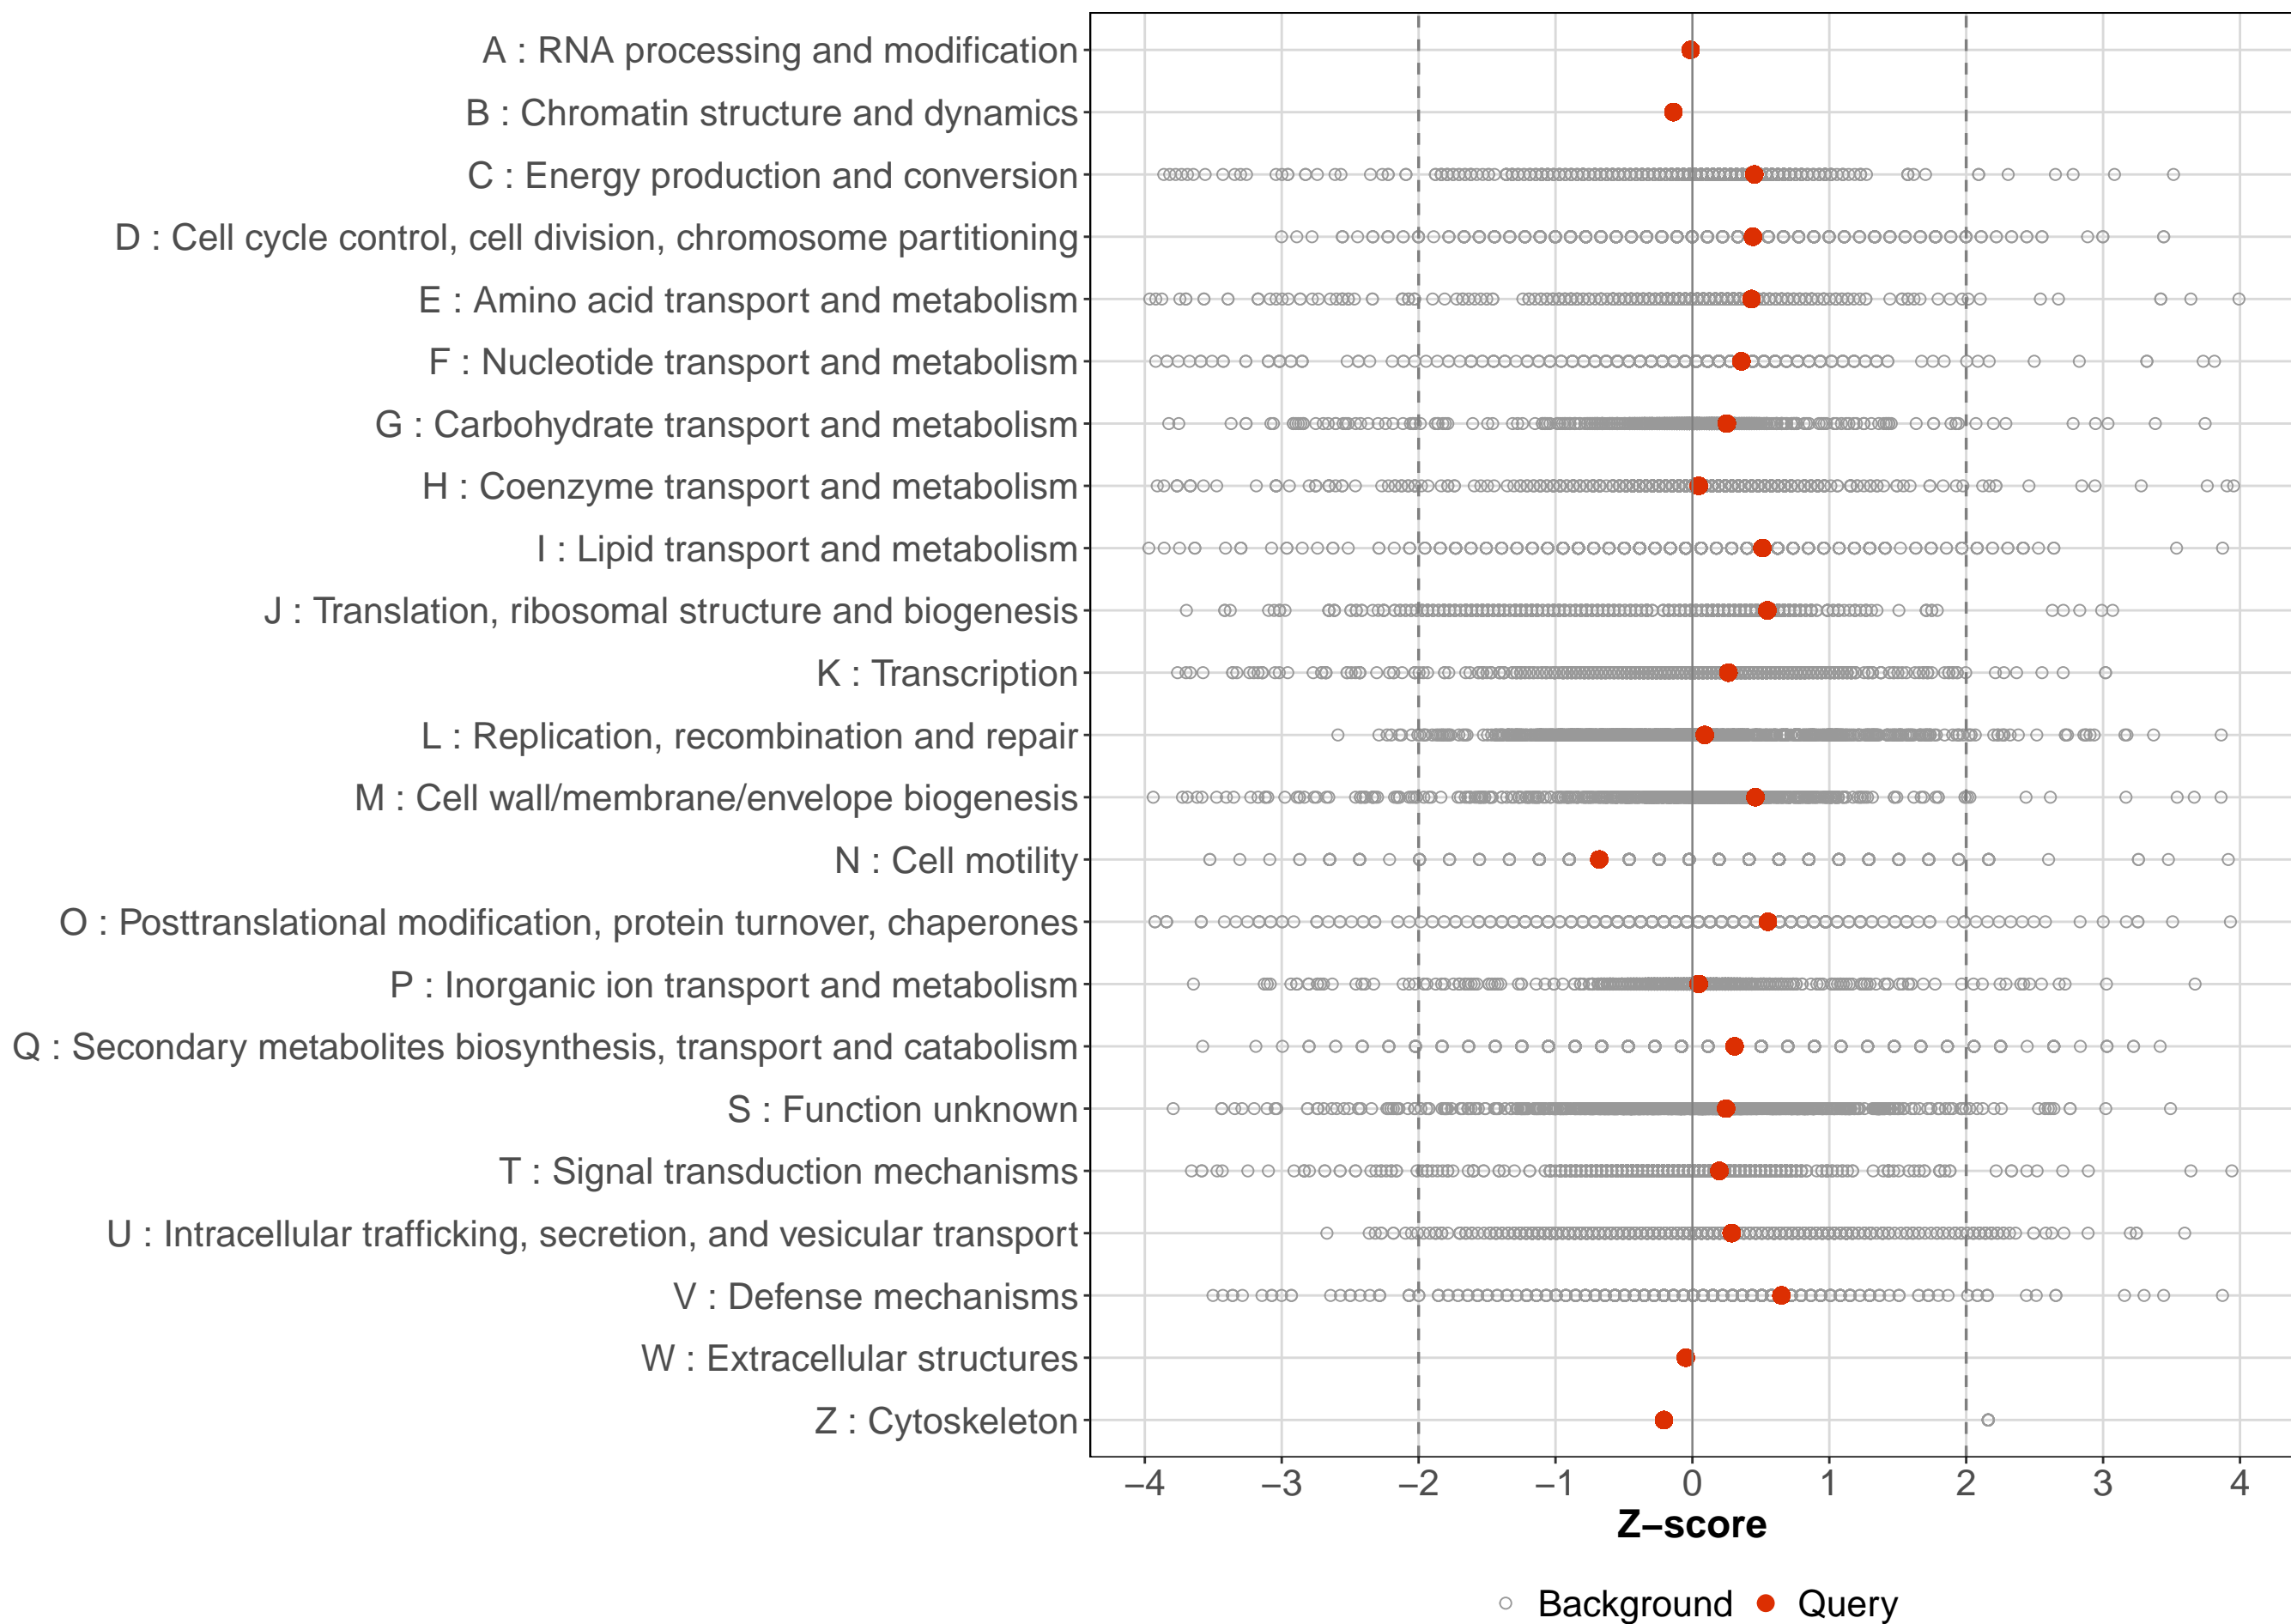 A : RNA processing and modification
B : Chromatin structure and dynamics
C : Energy production and conversion
D : Cell cycle control, cell division, chromosome partitioning
E : Amino acid transport and metabolism
F : Nucleotide transport and metabolism
G : Carbohydrate transport and metabolism
H : Coenzyme transport and metabolism
I : Lipid transport and metabolism
J : Translation, ribosomal structure and biogenesis
K : Transcription
L : Replication, recombination and repair
M : Cell wall/membrane/envelope biogenesis
N : Cell motility
O : Posttranslational modification, protein turnover, chaperones
P : Inorganic ion transport and metabolism
Q : Secondary metabolites biosynthesis, transport and catabolism
S : Function unknown
T : Signal transduction mechanisms
U : Intracellular trafficking, secretion, and vesicular transport
V : Defense mechanisms
W : Extracellular structures
Z : Cytoskeleton
−4 −3 −2 −1 0 1 2 3 4
Z−score
Background Query